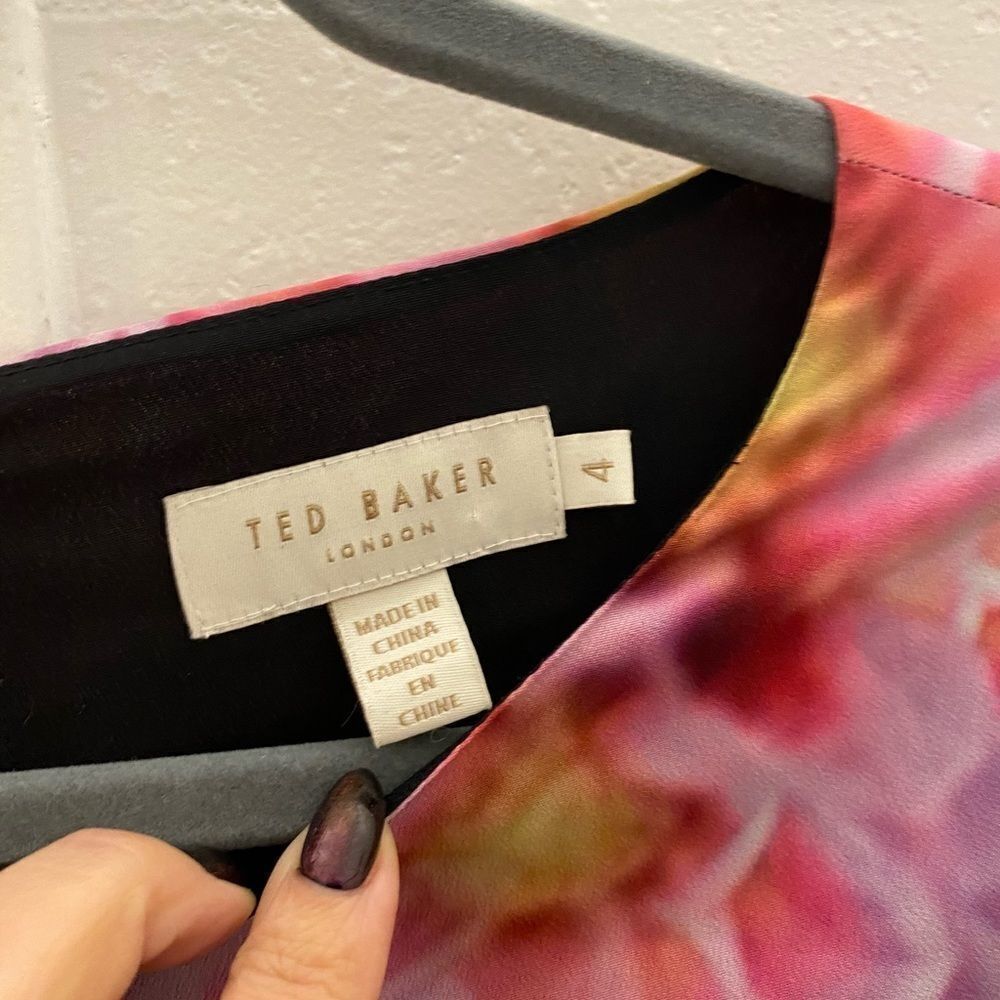 TED BAKER
LONDON
4
MADE IN
CHINA
FABRIQUE
EN
CHINE